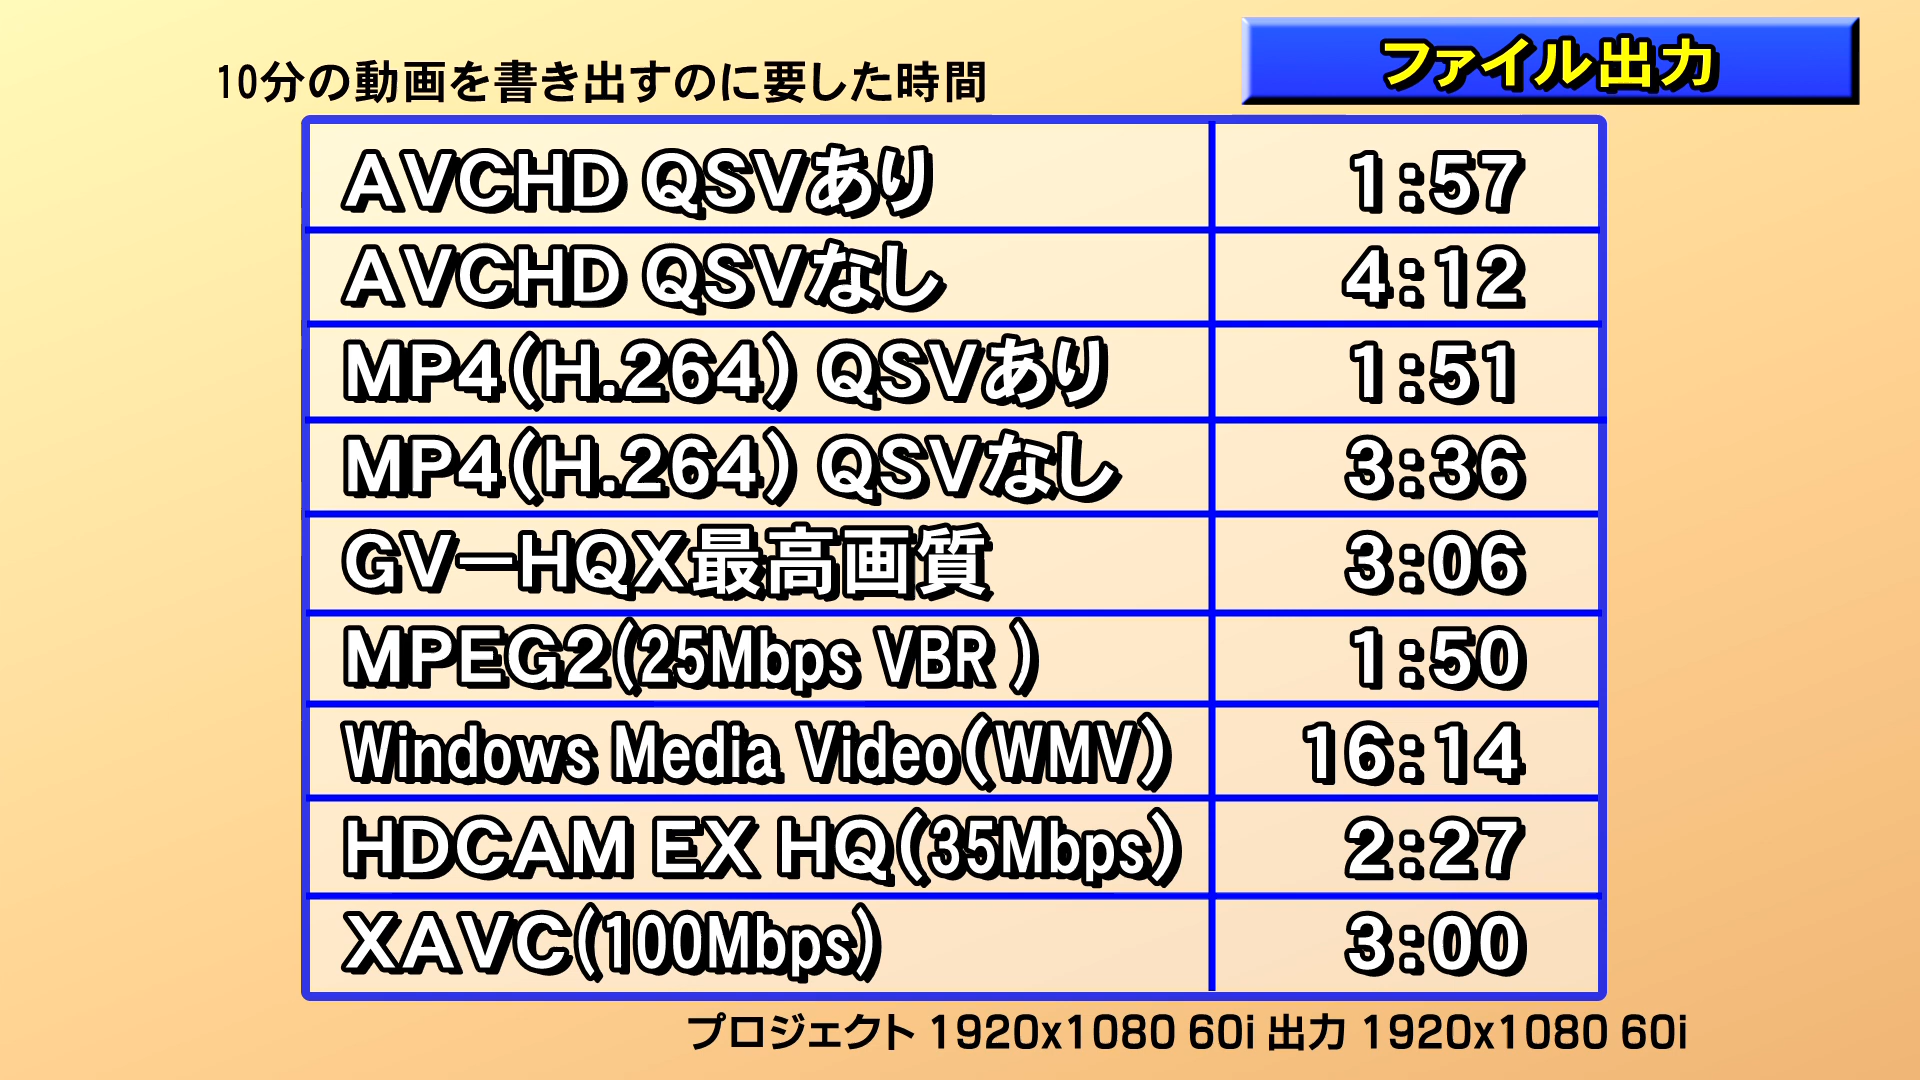 ファイル出力
10分の動画を書き出すのに要した時間
AVCHD QSVあり 1:57
AVCHD QSVなし 4:12
MP4(H.264) QSVあり 1:51
MP4(H.264) QSVなし 3:36
GV-HQX最高画質 3:06
MPEG2(25Mbps VBR ) 1:50
Windows Media Video(WMV) 16:14
HDCAM EX HQ(35Mbps) 2:27
XAVC(100Mbps) 3:00
プロジェクト 1920x1080 60i 出力 1920x1080 60i